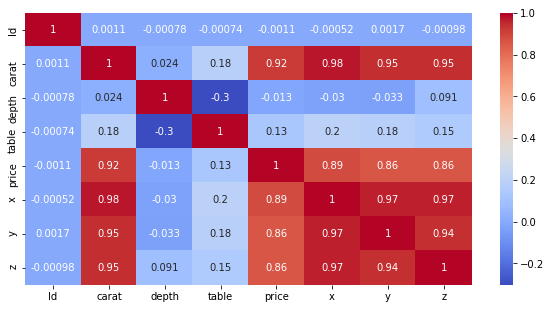 Id 1 0.0011 -0.00078 -0.00074 -0.0011 -0.00052 0.0017 -0.00098
carat 0.0011 1 0.024 0.18 0.92 0.98 0.95 0.95
depth -0.00078 0.024 1 -0.3 -0.013 -0.03 -0.033 0.091
table -0.00074 0.18 -0.3 1 0.13 0.2 0.18 0.15
price -0.0011 0.92 -0.013 0.13 1 0.89 0.86 0.86
x -0.00052 0.98 -0.03 0.2 0.89 1 0.97 0.97
y 0.0017 0.95 -0.033 0.18 0.86 0.97 1 0.94
z -0.00098 0.95 0.091 0.15 0.86 0.97 0.94 1
Id carat depth table price x y z
1.0
0.8
0.6
0.4
0.2
0.0
−0.2